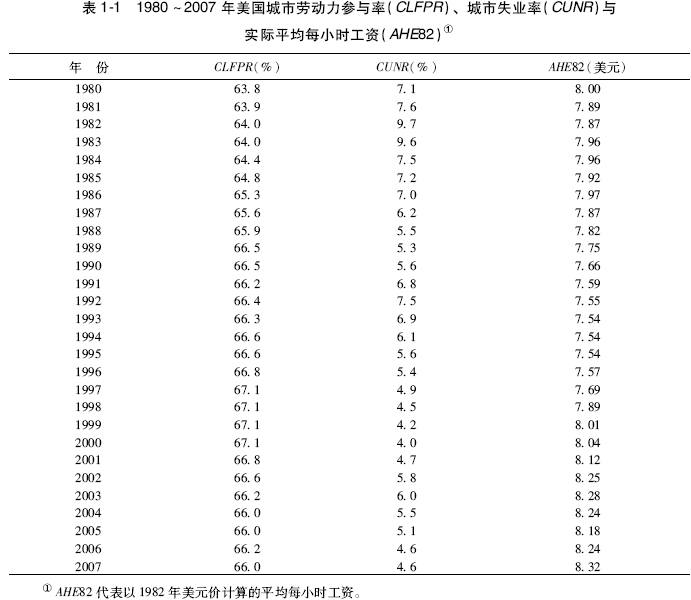 表 1-1 1980 ~ 2007 年美国城市劳动力参与率( CLFPR)、城市失业率( CUNR) 与
实际平均每小时工资( AHE82)①
年 份 CLFPR( %) CUNR( %) AHE82( 美元)
1980 63. 8 7. 1 8. 00
1981 63. 9 7. 6 7. 89
1982 64. 0 9. 7 7. 87
1983 64. 0 9. 6 7. 96
1984 64. 4 7. 5 7. 96
1985 64. 8 7. 2 7. 92
1986 65. 3 7. 0 7. 97
1987 65. 6 6. 2 7. 87
1988 65. 9 5. 5 7. 82
1989 66. 5 5. 3 7. 75
1990 66. 5 5. 6 7. 66
1991 66. 2 6. 8 7. 59
1992 66. 4 7. 5 7. 55
1993 66. 3 6. 9 7. 54
1994 66. 6 6. 1 7. 54
1995 66. 6 5. 6 7. 54
1996 66. 8 5. 4 7. 57
1997 67. 1 4. 9 7. 69
1998 67. 1 4. 5 7. 89
1999 67. 1 4. 2 8. 01
2000 67. 1 4. 0 8. 04
2001 66. 8 4. 7 8. 12
2002 66. 6 5. 8 8. 25
2003 66. 2 6. 0 8. 28
2004 66. 0 5. 5 8. 24
2005 66. 0 5. 1 8. 18
2006 66. 2 4. 6 8. 24
2007 66. 0 4. 6 8. 32
① AHE82 代表以 1982 年美元价计算的平均每小时工资。